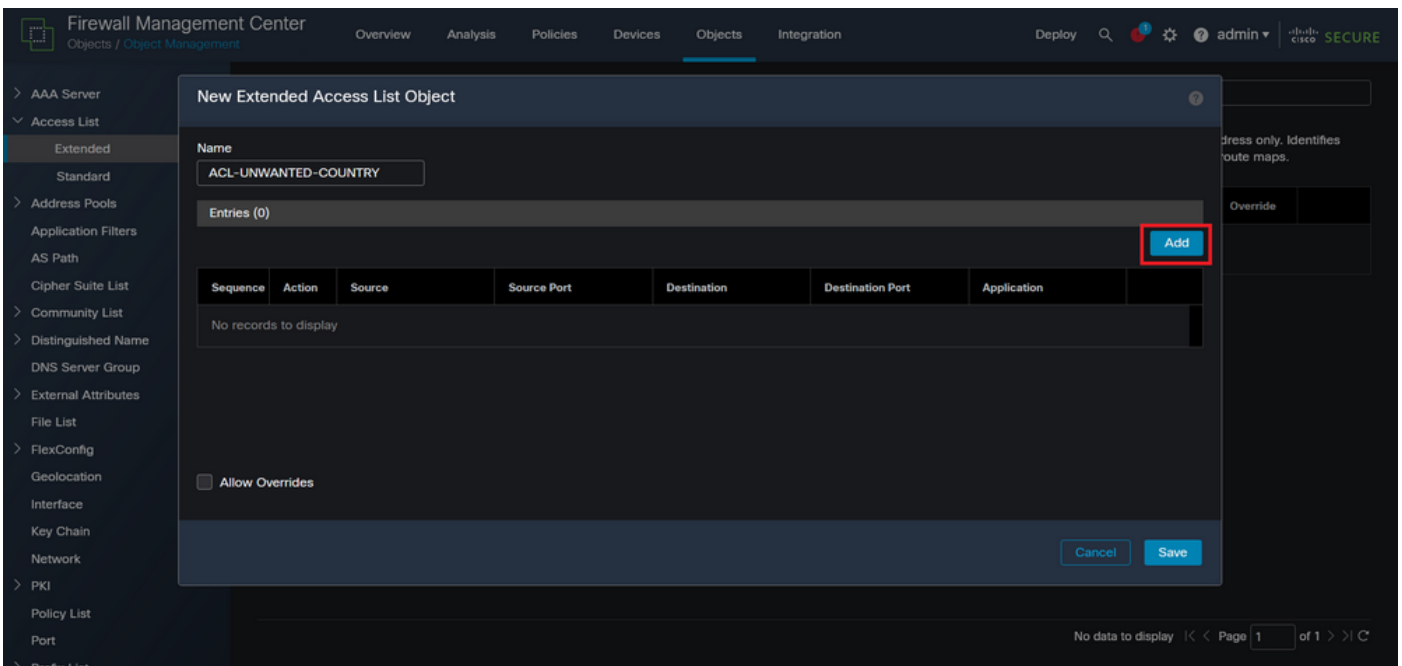 Firewall Management Center
Objects / Object Management
Overview Analysis Policies Devices Objects Integration Deploy 1 admin SECURE
cisco
AAA Server
Access List
Extended
Standard
Address Pools
Application Filters
AS Path
Cipher Suite List
Community List
Distinguished Name
DNS Server Group
External Attributes
File List
FlexConfig
Geolocation
Interface
Key Chain
Network
PKI
Policy List
Port
New Extended Access List Object
Name
ACL-UNWANTED-COUNTRY
Entries (0)
Add
Sequence Action Source Source Port Destination Destination Port Application
No records to display
Allow Overrides
Cancel Save
dress only. Identifies
route maps.
Override
No data to display |< < Page 1 of 1 > >| C